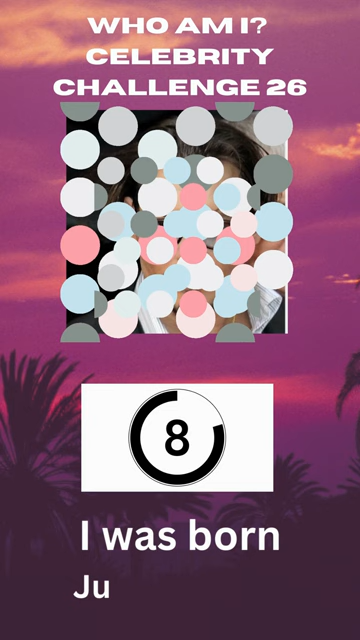 WHO AM I?
CELEBRITY
CHALLENGE 26
8
I was born
Ju